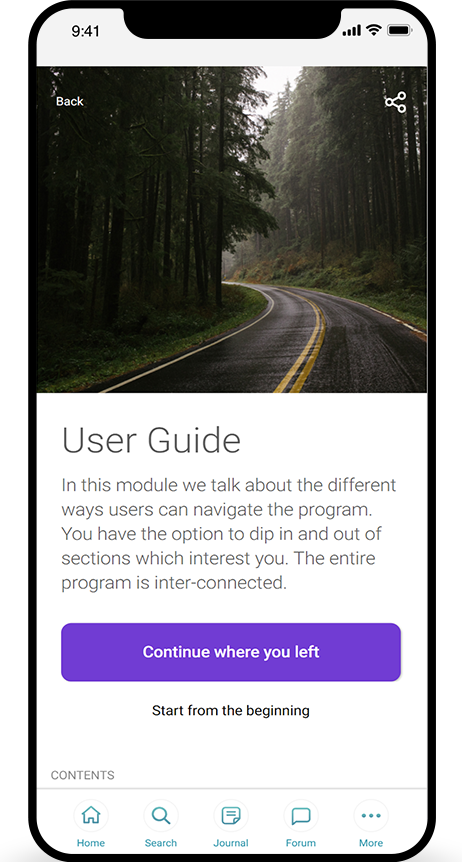 9:41
Back
User Guide
In this module we talk about the different
ways users can navigate the program.
You have the option to dip in and out of
sections which interest you. The entire
program is inter-connected.
Continue where you left
Start from the beginning
CONTENTS
Home Search Journal Forum More